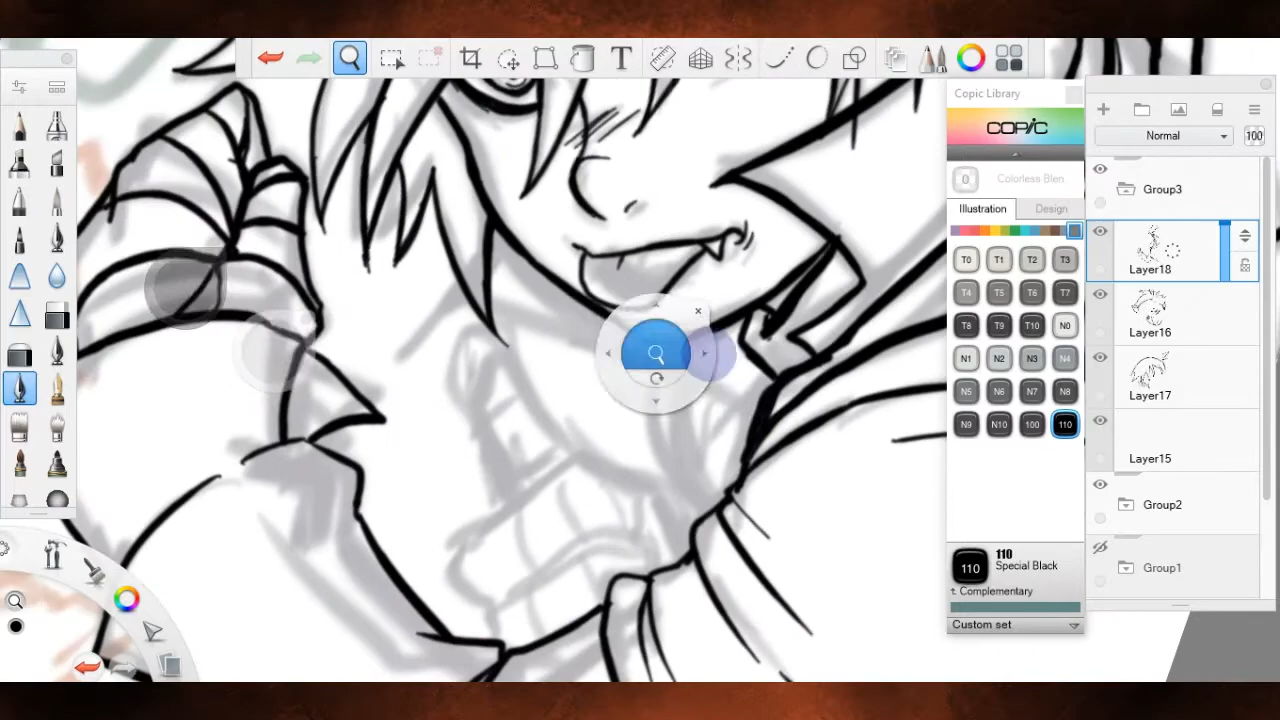 T
Copic Library
COPIC
0 Colorless Blen.
Illustration Design
T0 T1 T2 T3
T4 T5 T6 T7
T8 T9 T10 N0
N1 N2 N3 N4
N5 N6 N7 N8
N9 N10 100 110
110 110
Special Black
Complementary
Custom set
Normal 100
Group3
Layer18
Layer16
Layer17
Layer15
Group2
Group1